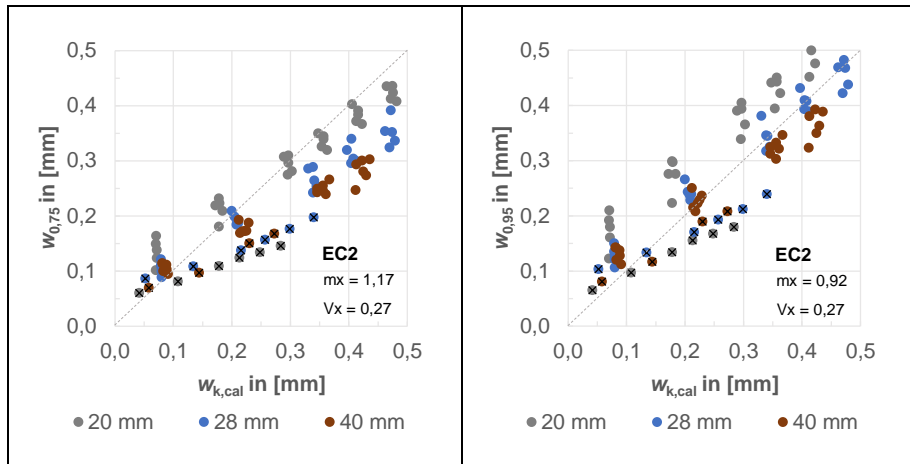 0,5
0,4
0,3
0,2
0,1
0,0
w0,75 in [mm]
EC2
mx = 1,17
Vx = 0,27
0,0 0,1 0,2 0,3 0,4 0,5
wk,cal in [mm]
20 mm 28 mm 40 mm
0,5
0,4
0,3
0,2
0,1
0,0
w0,95 in [mm]
EC2
mx = 0,92
Vx = 0,27
0,0 0,1 0,2 0,3 0,4 0,5
wk,cal in [mm]
20 mm 28 mm 40 mm